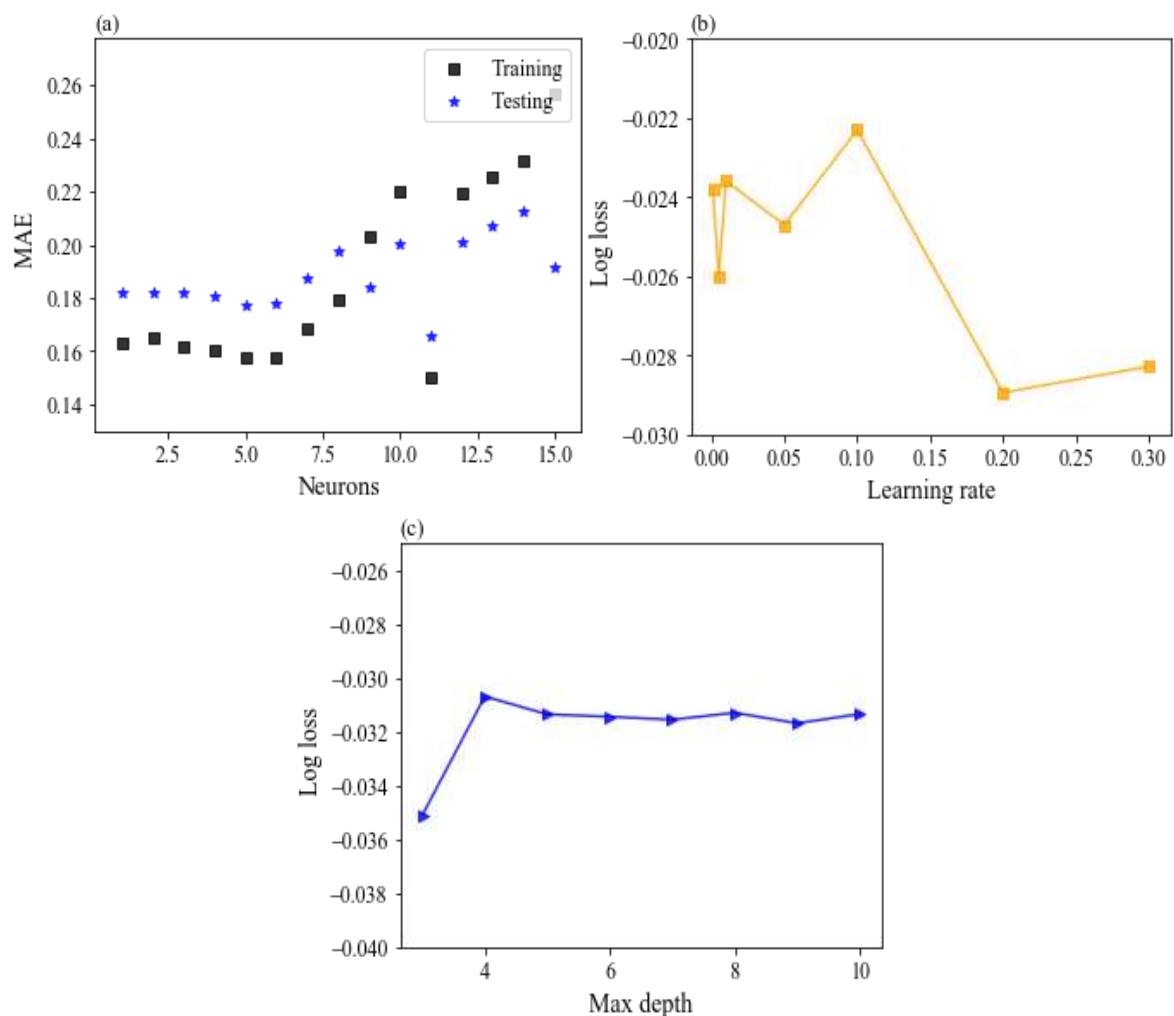 (a)
Training
Testing
0.26
0.24
0.22
0.20
0.18
0.16
0.14
MAE
2.5 5.0 7.5 10.0 12.5 15.0
Neurons
(b)
−0.020
−0.022
−0.024
−0.026
−0.028
−0.030
Log loss
0.00 0.05 0.10 0.15 0.20 0.25 0.30
Learning rate
(c)
−0.026
−0.028
−0.030
−0.032
−0.034
−0.036
−0.038
−0.040
Log loss
4 6 8 10
Max depth